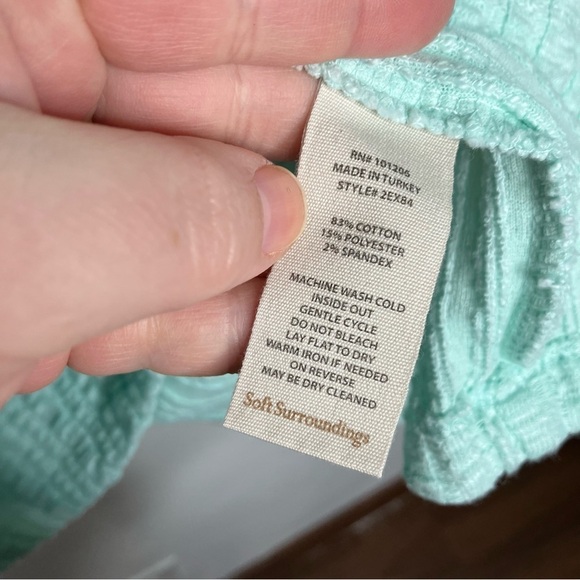 RN# 101206
MADE IN TURKEY
STYLE# 2EX84
83% COTTON
15% POLYESTER
2% SPANDEX
MACHINE WASH COLD
INSIDE OUT
GENTLE CYCLE
DO NOT BLEACH
LAY FLAT TO DRY
WARM IRON IF NEEDED
ON REVERSE
MAY BE DRY CLEANED
Soft Surroundings